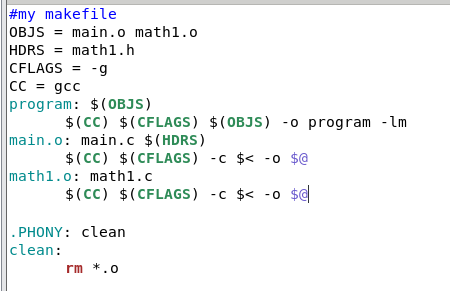 #my makefile
OBJS = main.o math1.o
HDRS = math1.h
CFLAGS = -g
CC = gcc
program: $(OBJS)
	$(CC) $(CFLAGS) $(OBJS) -o program -lm
main.o: main.c $(HDRS)
	$(CC) $(CFLAGS) -c $< -o $@
math1.o: math1.c
	$(CC) $(CFLAGS) -c $< -o $@

.PHONY: clean
clean:
	rm *.o